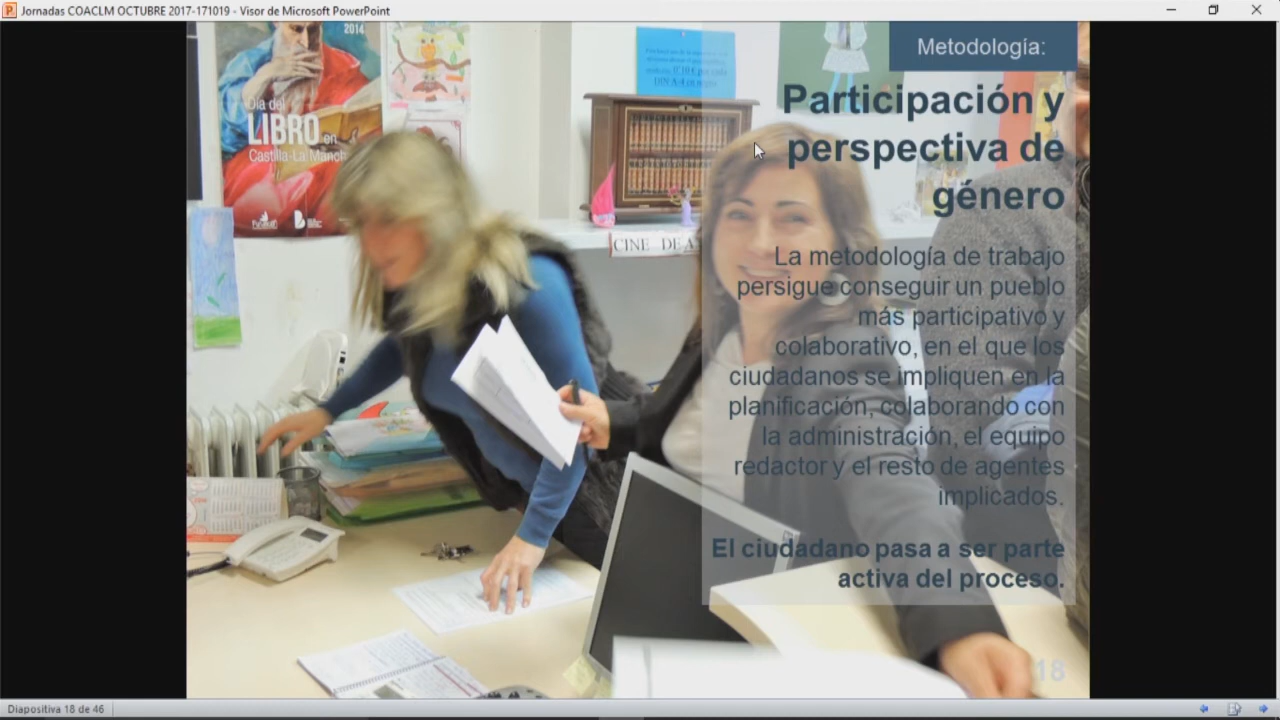 Jornadas COACLM OCTUBRE 2017-171019 - Visor de Microsoft PowerPoint
2014
Día del
LIBRO en
Castilla-La Manch
CINE DE A
Metodología:
Participación y
perspectiva de
género
La metodología de trabajo
persigue conseguir un pueblo
más participativo y
colaborativo, en el que los
ciudadanos se impliquen en la
planificación, colaborando con
la administración, el equipo
redactor y el resto de agentes
implicados.
El ciudadano pasa a ser parte
activa del proceso.
18
Diapositiva 18 de 46